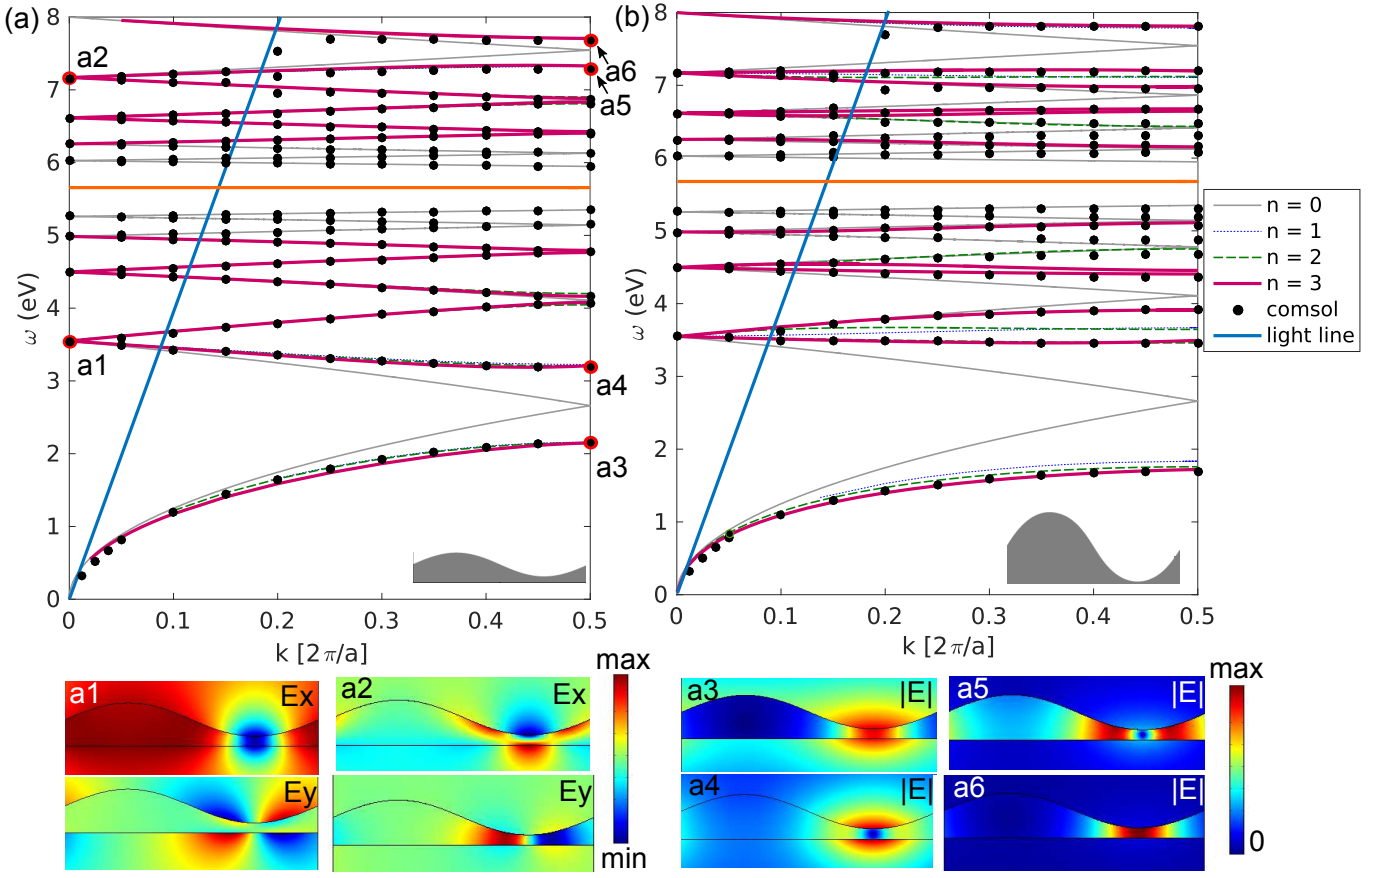 (a)
8
7
6
5
4
3
2
1
0
ω (eV)
0 0.1 0.2 0.3 0.4 0.5
k [2π/a]
a2
a1
a6
a5
a4
a3
(b)
8
7
6
5
4
3
2
1
0
ω (eV)
0 0.1 0.2 0.3 0.4 0.5
k [2π/a]
n = 0
n = 1
n = 2
n = 3
comsol
light line
a1 Ex
a2 Ex
Ey
Ey
max
min
a3 |E|
a5 |E|
a4 |E|
a6 |E|
max
0